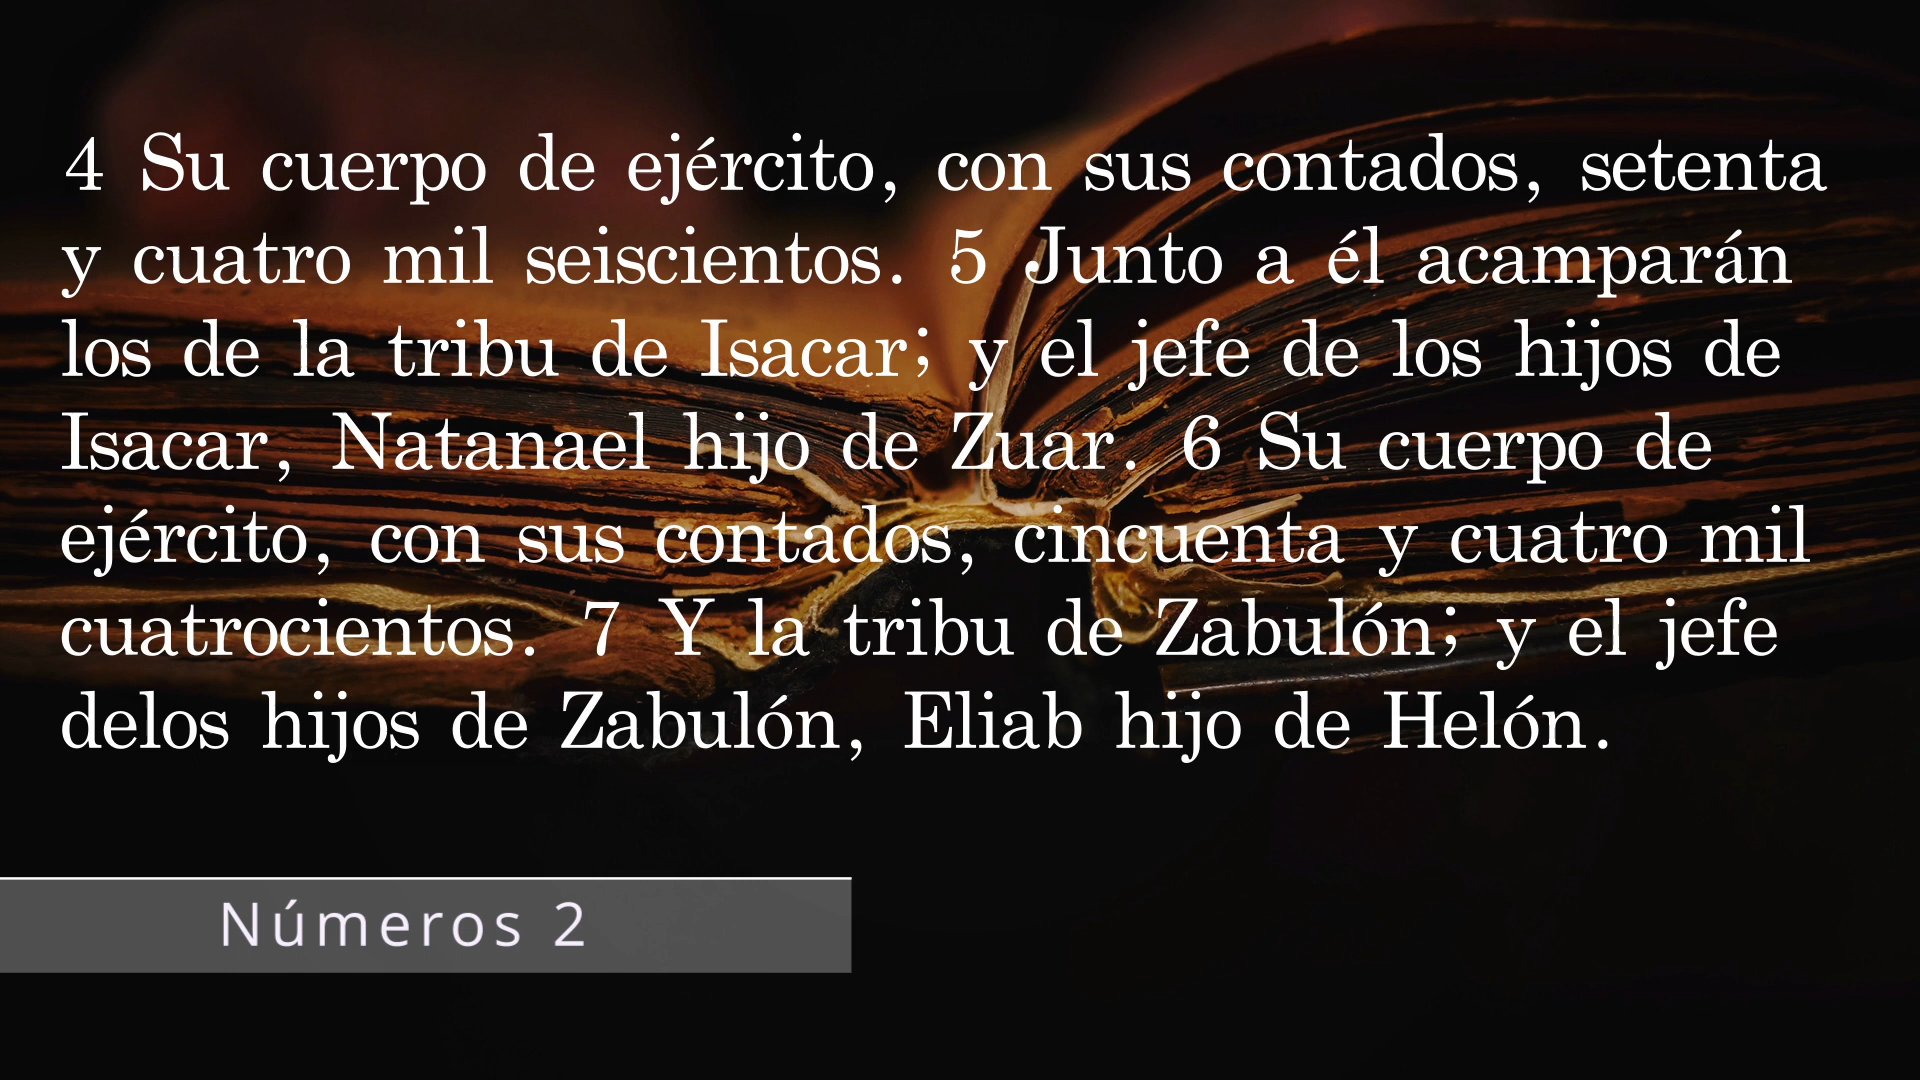 4 Su cuerpo de ejército, con sus contados, setenta
y cuatro mil seiscientos. 5 Junto a él acamparán
los de la tribu de Isacar; y el jefe de los hijos de
Isacar, Natanael hijo de Zuar. 6 Su cuerpo de
ejército, con sus contados, cincuenta y cuatro mil
cuatrocientos. 7 Y la tribu de Zabulón; y el jefe
delos hijos de Zabulón, Eliab hijo de Helón.
Números 2